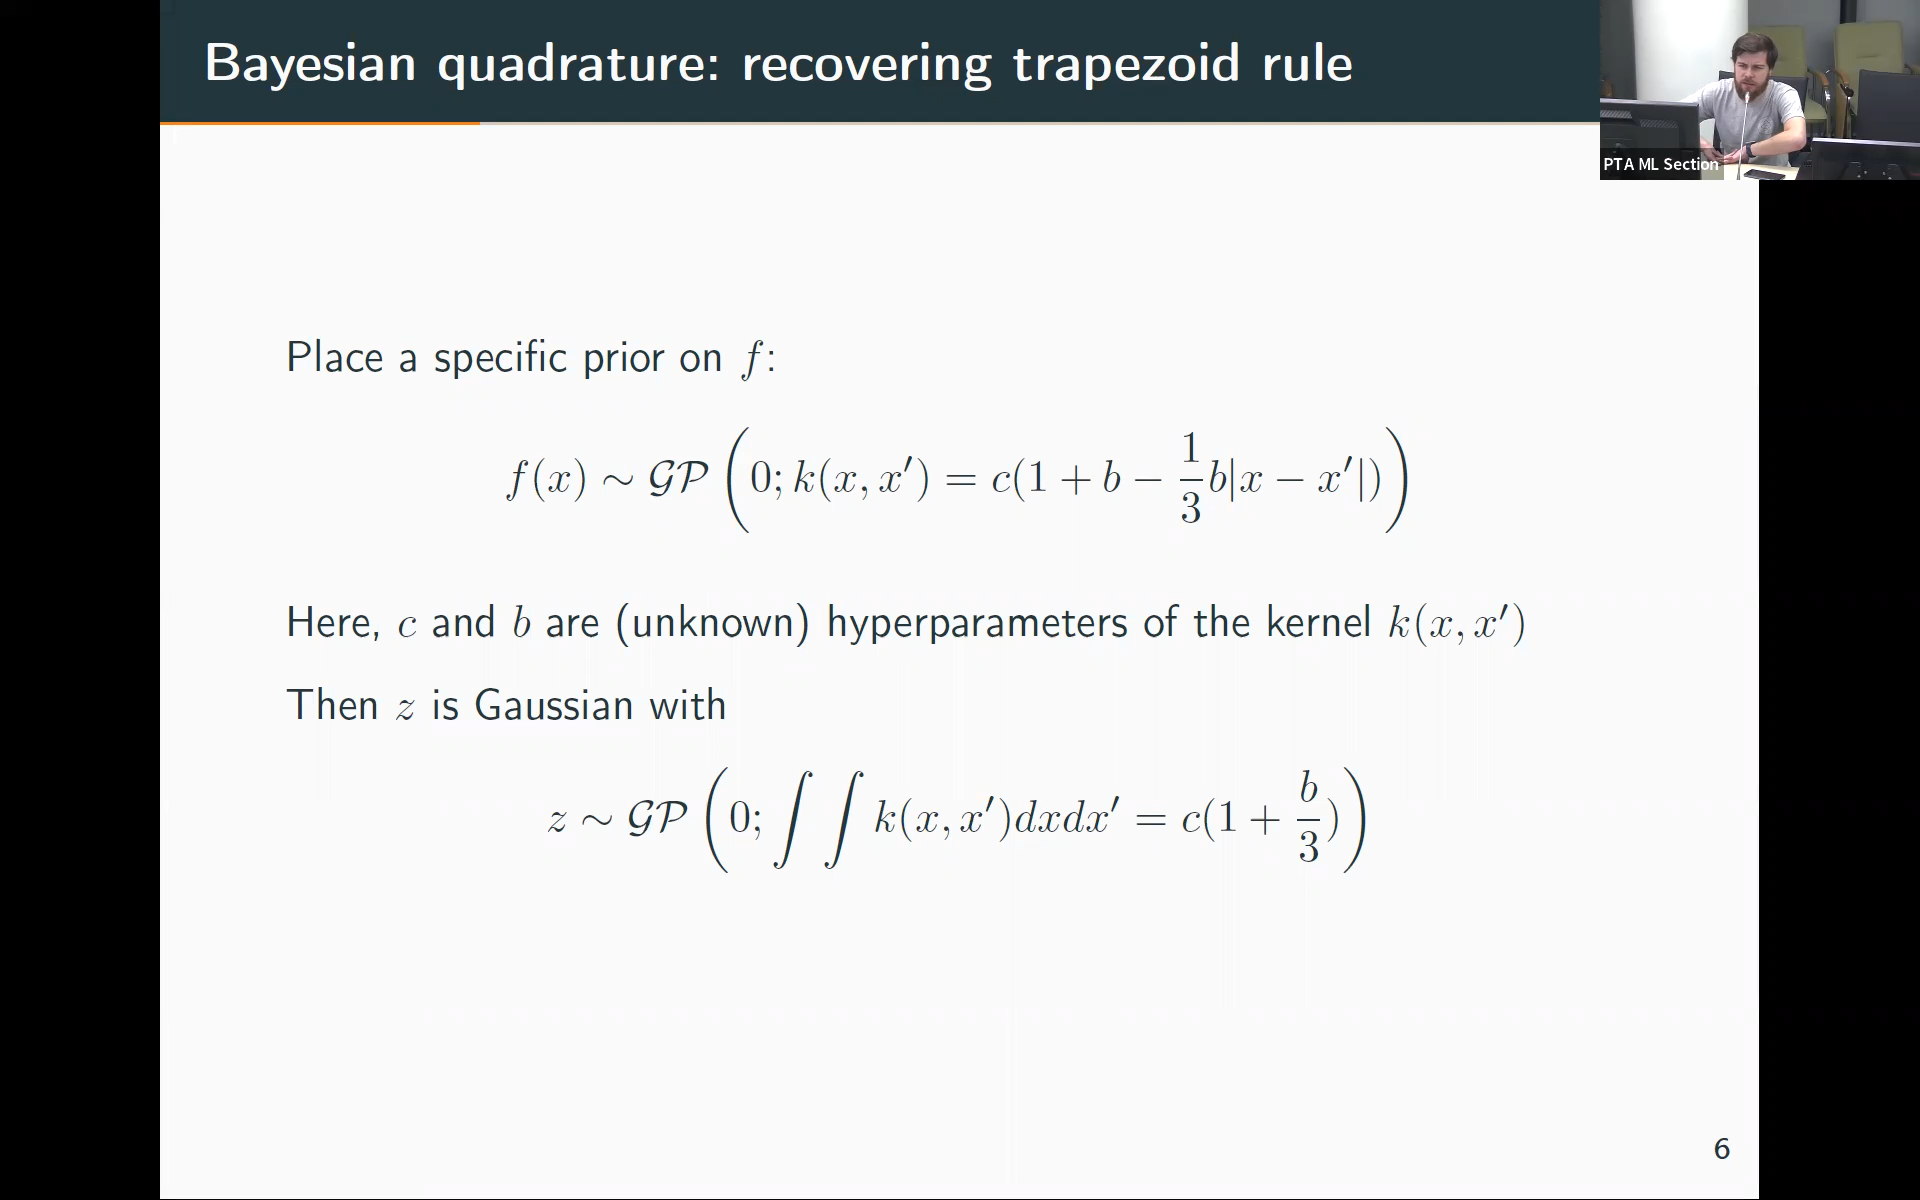 Bayesian quadrature: recovering trapezoid rule
PTA ML Section
Place a specific prior on f:
f(x) ∼ 𝒢𝒫 (0; k(x, x′) = c(1 + b − 1/3 b|x − x′|))
Here, c and b are (unknown) hyperparameters of the kernel k(x, x′)
Then z is Gaussian with
z ∼ 𝒢𝒫 (0; ∫ ∫ k(x, x′)dxdx′ = c(1 + b/3))
6